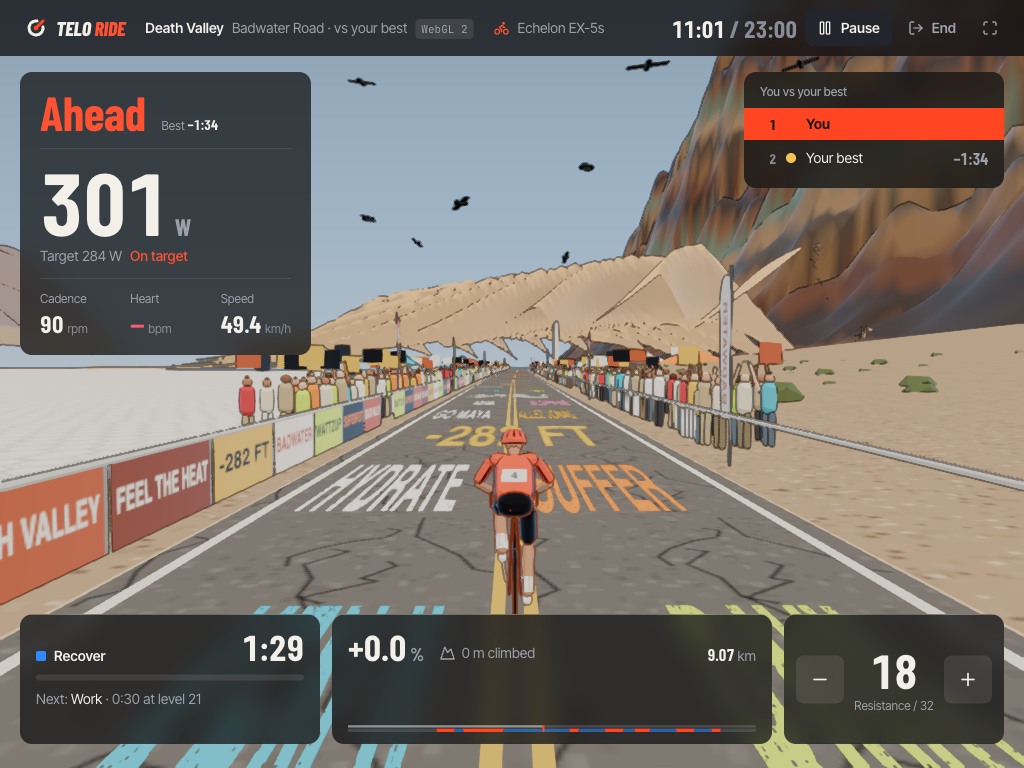 TELO RIDE Death Valley Badwater Road · vs your best WebGL 2 Echelon EX-5s 11:01 / 23:00 Pause End
Ahead Best −1:34
301 W
Target 284 W On target
Cadence Heart Speed
90 rpm — bpm 49.4 km/h
You vs your best
1 You
2 Your best −1:34
GO MAYA
-282 FT
HYDRATE SUFFER
4
H VALLEY FEEL THE HEAT -282 FT BADWATER WATTZUP
Recover 1:29
Next: Work · 0:30 at level 21
+0.0 % 0 m climbed 9.07 km
− 18 +
Resistance / 32